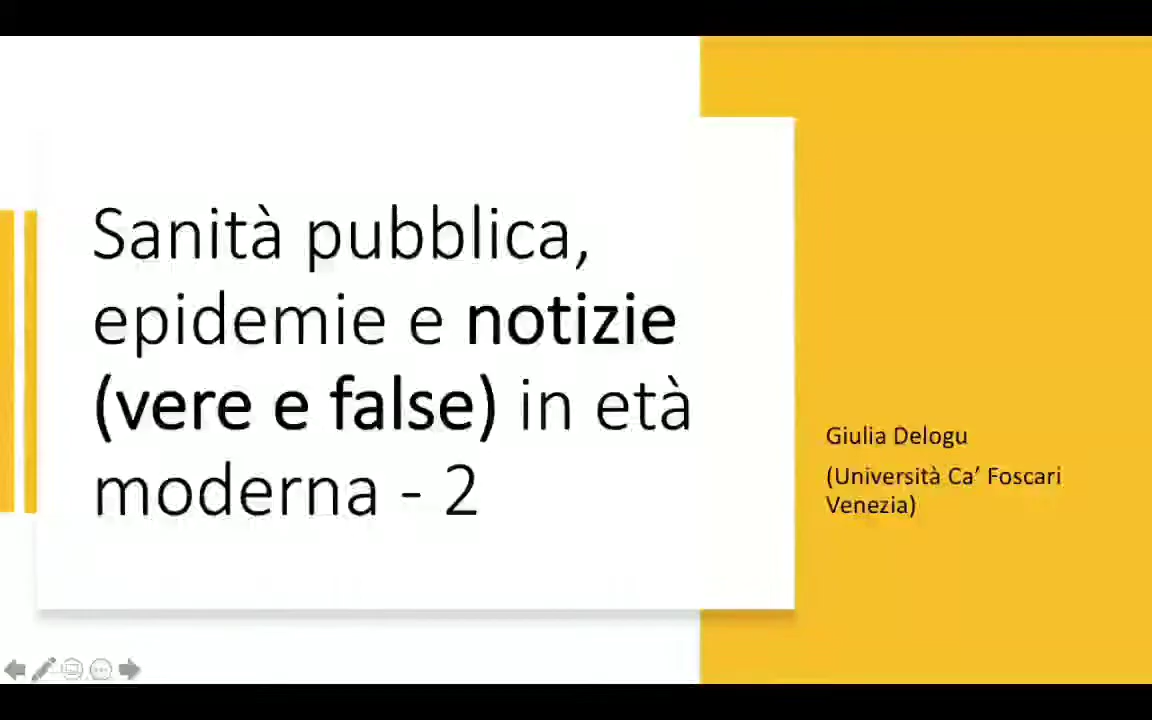 Sanità pubblica,
epidemie e notizie
(vere e false) in età
moderna - 2
Giulia Delogu
(Università Ca' Foscari
Venezia)